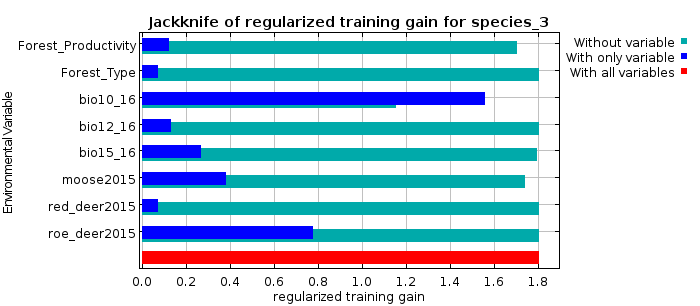 Jackknife of regularized training gain for species_3
Without variable
With only variable
With all variables
Environmental Variable
Forest_Productivity
Forest_Type
bio10_16
bio12_16
bio15_16
moose2015
red_deer2015
roe_deer2015
0.0 0.2 0.4 0.6 0.8 1.0 1.2 1.4 1.6 1.8
regularized training gain